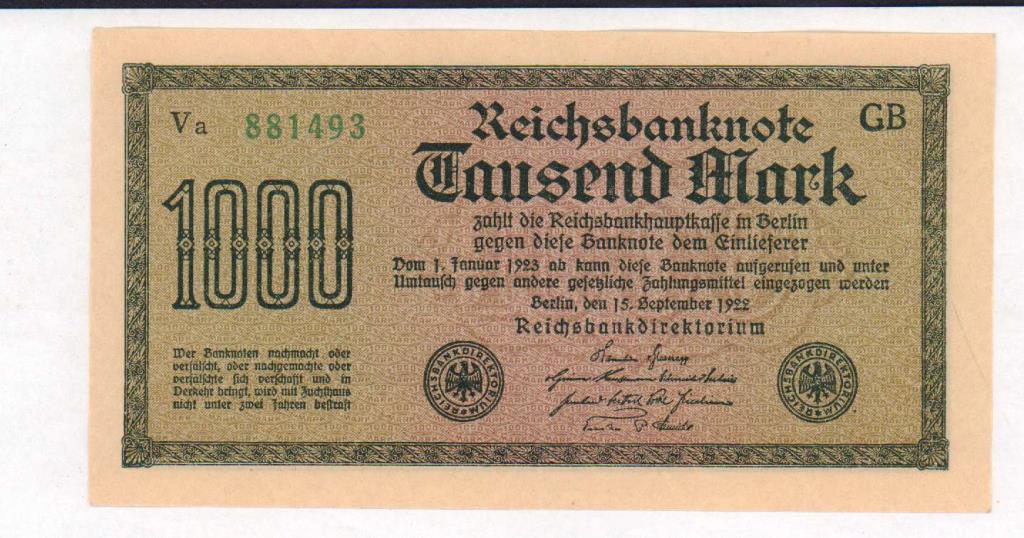 Va 881493
Reichsbanknote
GB
Tausend Mark
1000
zahlt die Reichsbankhauptkasse in Berlin
gegen diese Banknote dem Einlieferer
Vom 1. Januar 1923 ab kann diese Banknote aufgerufen und unter
Umtausch gegen andere gesetzliche Zahlungsmittel eingezogen werden
Berlin, den 15. September 1922
Reichsbankdirektorium
Wer Banknoten nachmacht oder
verfälscht, oder nachgemachte oder
verfälschte sich verschafft und in
Verkehr bringt, wird mit Zuchthaus
nicht unter zwei Jahren bestraft
REICHSBANKDIREKTORIUM
REICHSBANKDIREKTORIUM